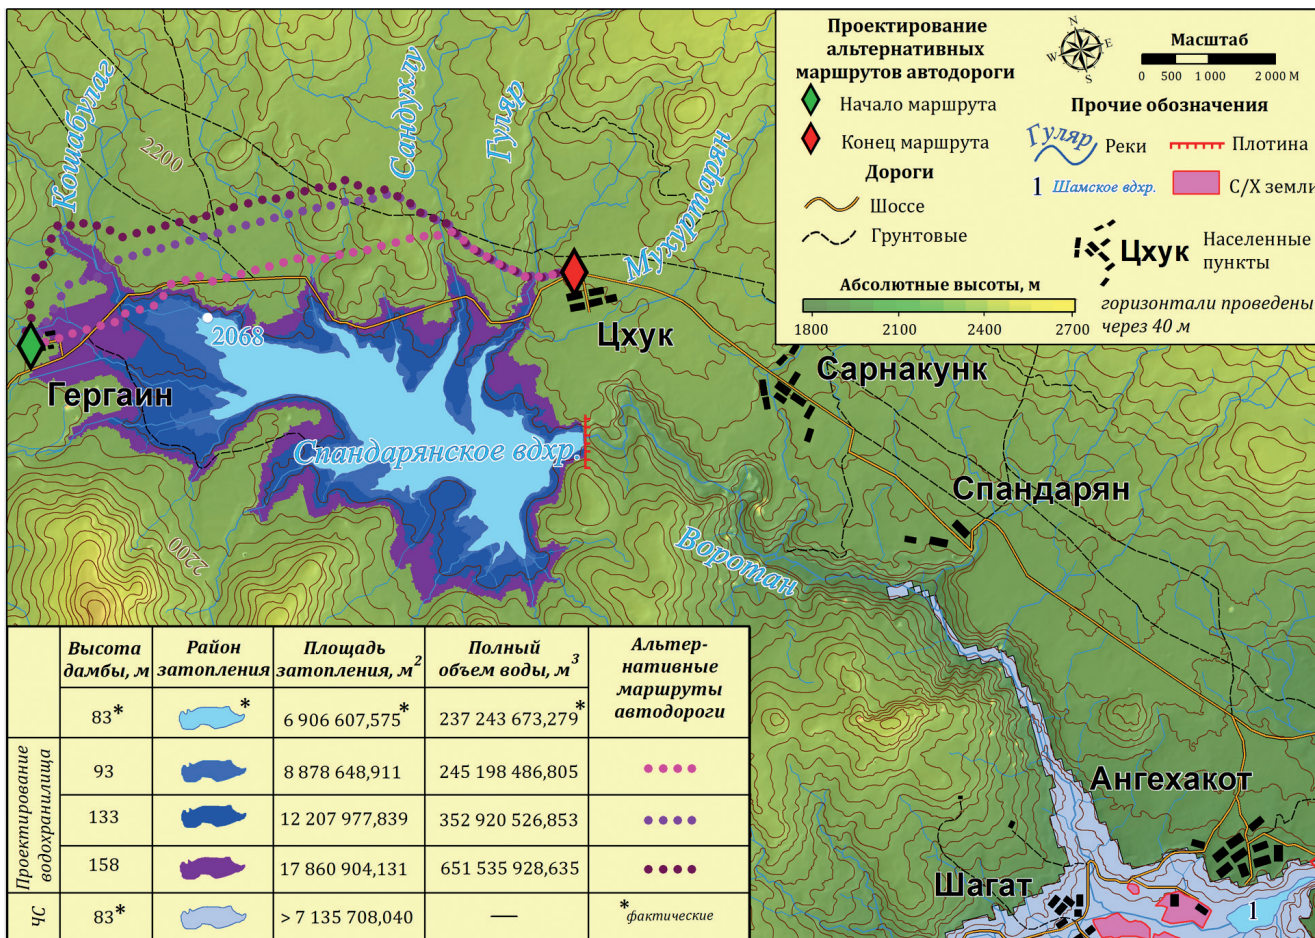 Кошабулаг
Сандухлу
Гуляр
Мухуртарян
2200
2068
Гергаин
Цхук
Сарнакунк
Спандарянское вдхр.
Спандарян
Воротан
2200
Ангехакот
Шагат
1
Проектирование
альтернативных
маршрутов автодороги
Начало маршрута
Конец маршрута
Дороги
Шоссе
Грунтовые
N
E
S
W
Масштаб
0 500 1 000 2 000 М
Прочие обозначения
Гуляр Реки
Плотина
1 Шамское вдхр.
С/Х земли
Цхук Населенные
пункты
Абсолютные высоты, м
1800 2100 2400 2700
горизонтали проведены
через 40 м
Высота
дамбы, м
Район
затопления
Площадь
затопления, м2
Полный
объем воды, м3
Альтер-
нативные
маршруты
автодороги
83* * 6 906 607,575* 237 243 673,279*
Проектирование
водохранилища
93 8 878 648,911 245 198 486,805
133 12 207 977,839 352 920 526,853
158 17 860 904,131 651 535 928,635
ЧС 83* > 7 135 708,040 — *фактические